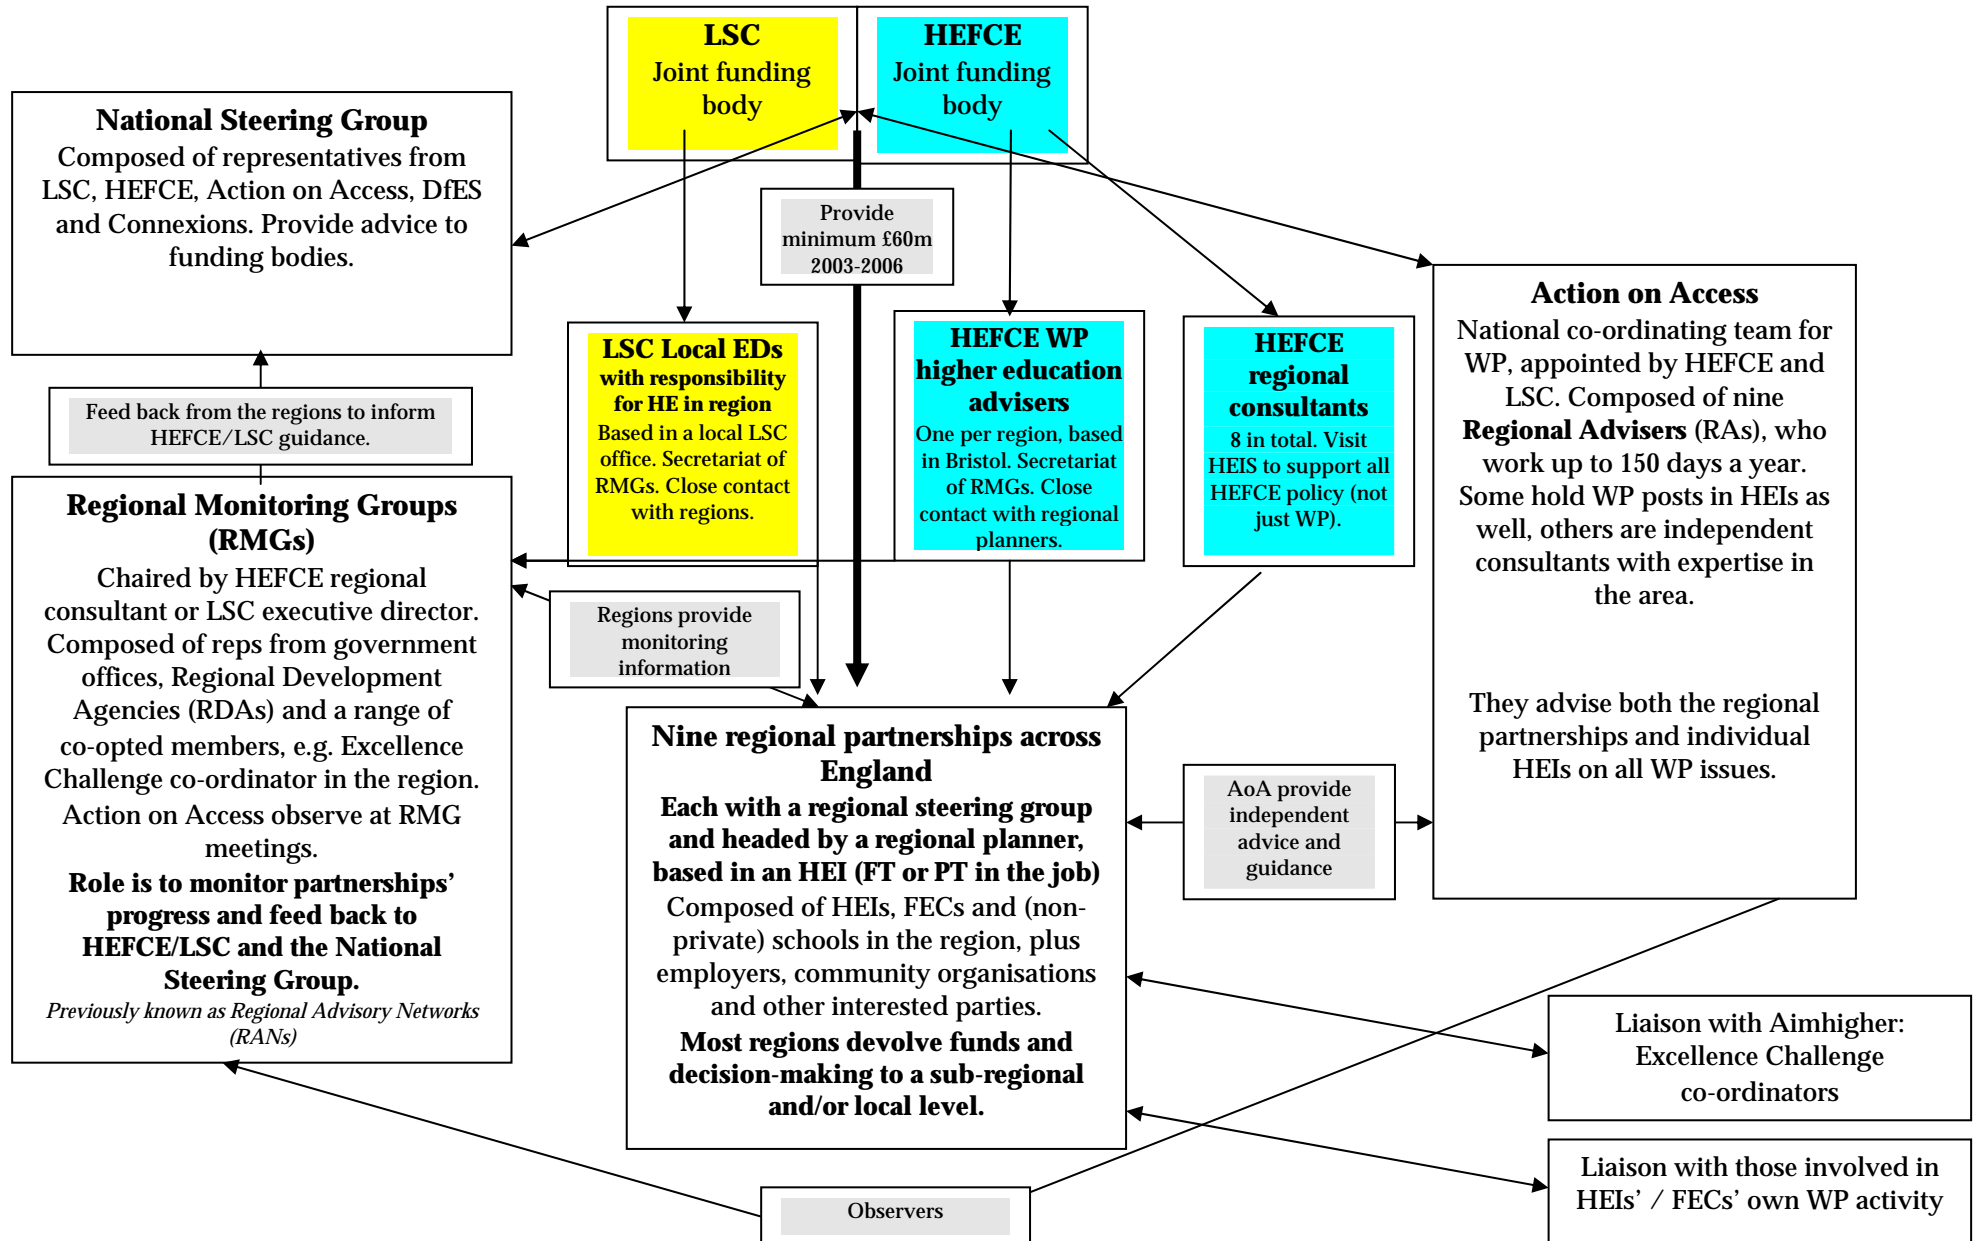 LSC
Joint funding
body
HEFCE
Joint funding
body
National Steering Group
Composed of representatives from
LSC, HEFCE, Action on Access, DfES
and Connexions. Provide advice to
funding bodies.
Provide
minimum £60m
2003-2006
Action on Access
National co-ordinating team for
WP, appointed by HEFCE and
LSC. Composed of nine
Regional Advisers (RAs), who
work up to 150 days a year.
Some hold WP posts in HEIs as
well, others are independent
consultants with expertise in
the area.
They advise both the regional
partnerships and individual
HEIs on all WP issues.
LSC Local EDs
with responsibility
for HE in region
Based in a local LSC
office. Secretariat of
RMGs. Close contact
with regions.
HEFCE WP
higher education
advisers
One per region, based
in Bristol. Secretariat
of RMGs. Close
contact with regional
planners.
HEFCE
regional
consultants
8 in total. Visit
HEIS to support all
HEFCE policy (not
just WP).
Feed back from the regions to inform
HEFCE/LSC guidance.
Regional Monitoring Groups
(RMGs)
Chaired by HEFCE regional
consultant or LSC executive director.
Composed of reps from government
offices, Regional Development
Agencies (RDAs) and a range of
co-opted members, e.g. Excellence
Challenge co-ordinator in the region.
Action on Access observe at RMG
meetings.
Role is to monitor partnerships’
progress and feed back to
HEFCE/LSC and the National
Steering Group.
Previously known as Regional Advisory Networks
(RANs)
Regions provide
monitoring
information
Nine regional partnerships across
England
Each with a regional steering group
and headed by a regional planner,
based in an HEI (FT or PT in the job)
Composed of HEIs, FECs and (non-
private) schools in the region, plus
employers, community organisations
and other interested parties.
Most regions devolve funds and
decision-making to a sub-regional
and/or local level.
AoA provide
independent
advice and
guidance
Liaison with Aimhigher:
Excellence Challenge
co-ordinators
Liaison with those involved in
HEIs’ / FECs’ own WP activity
Observers